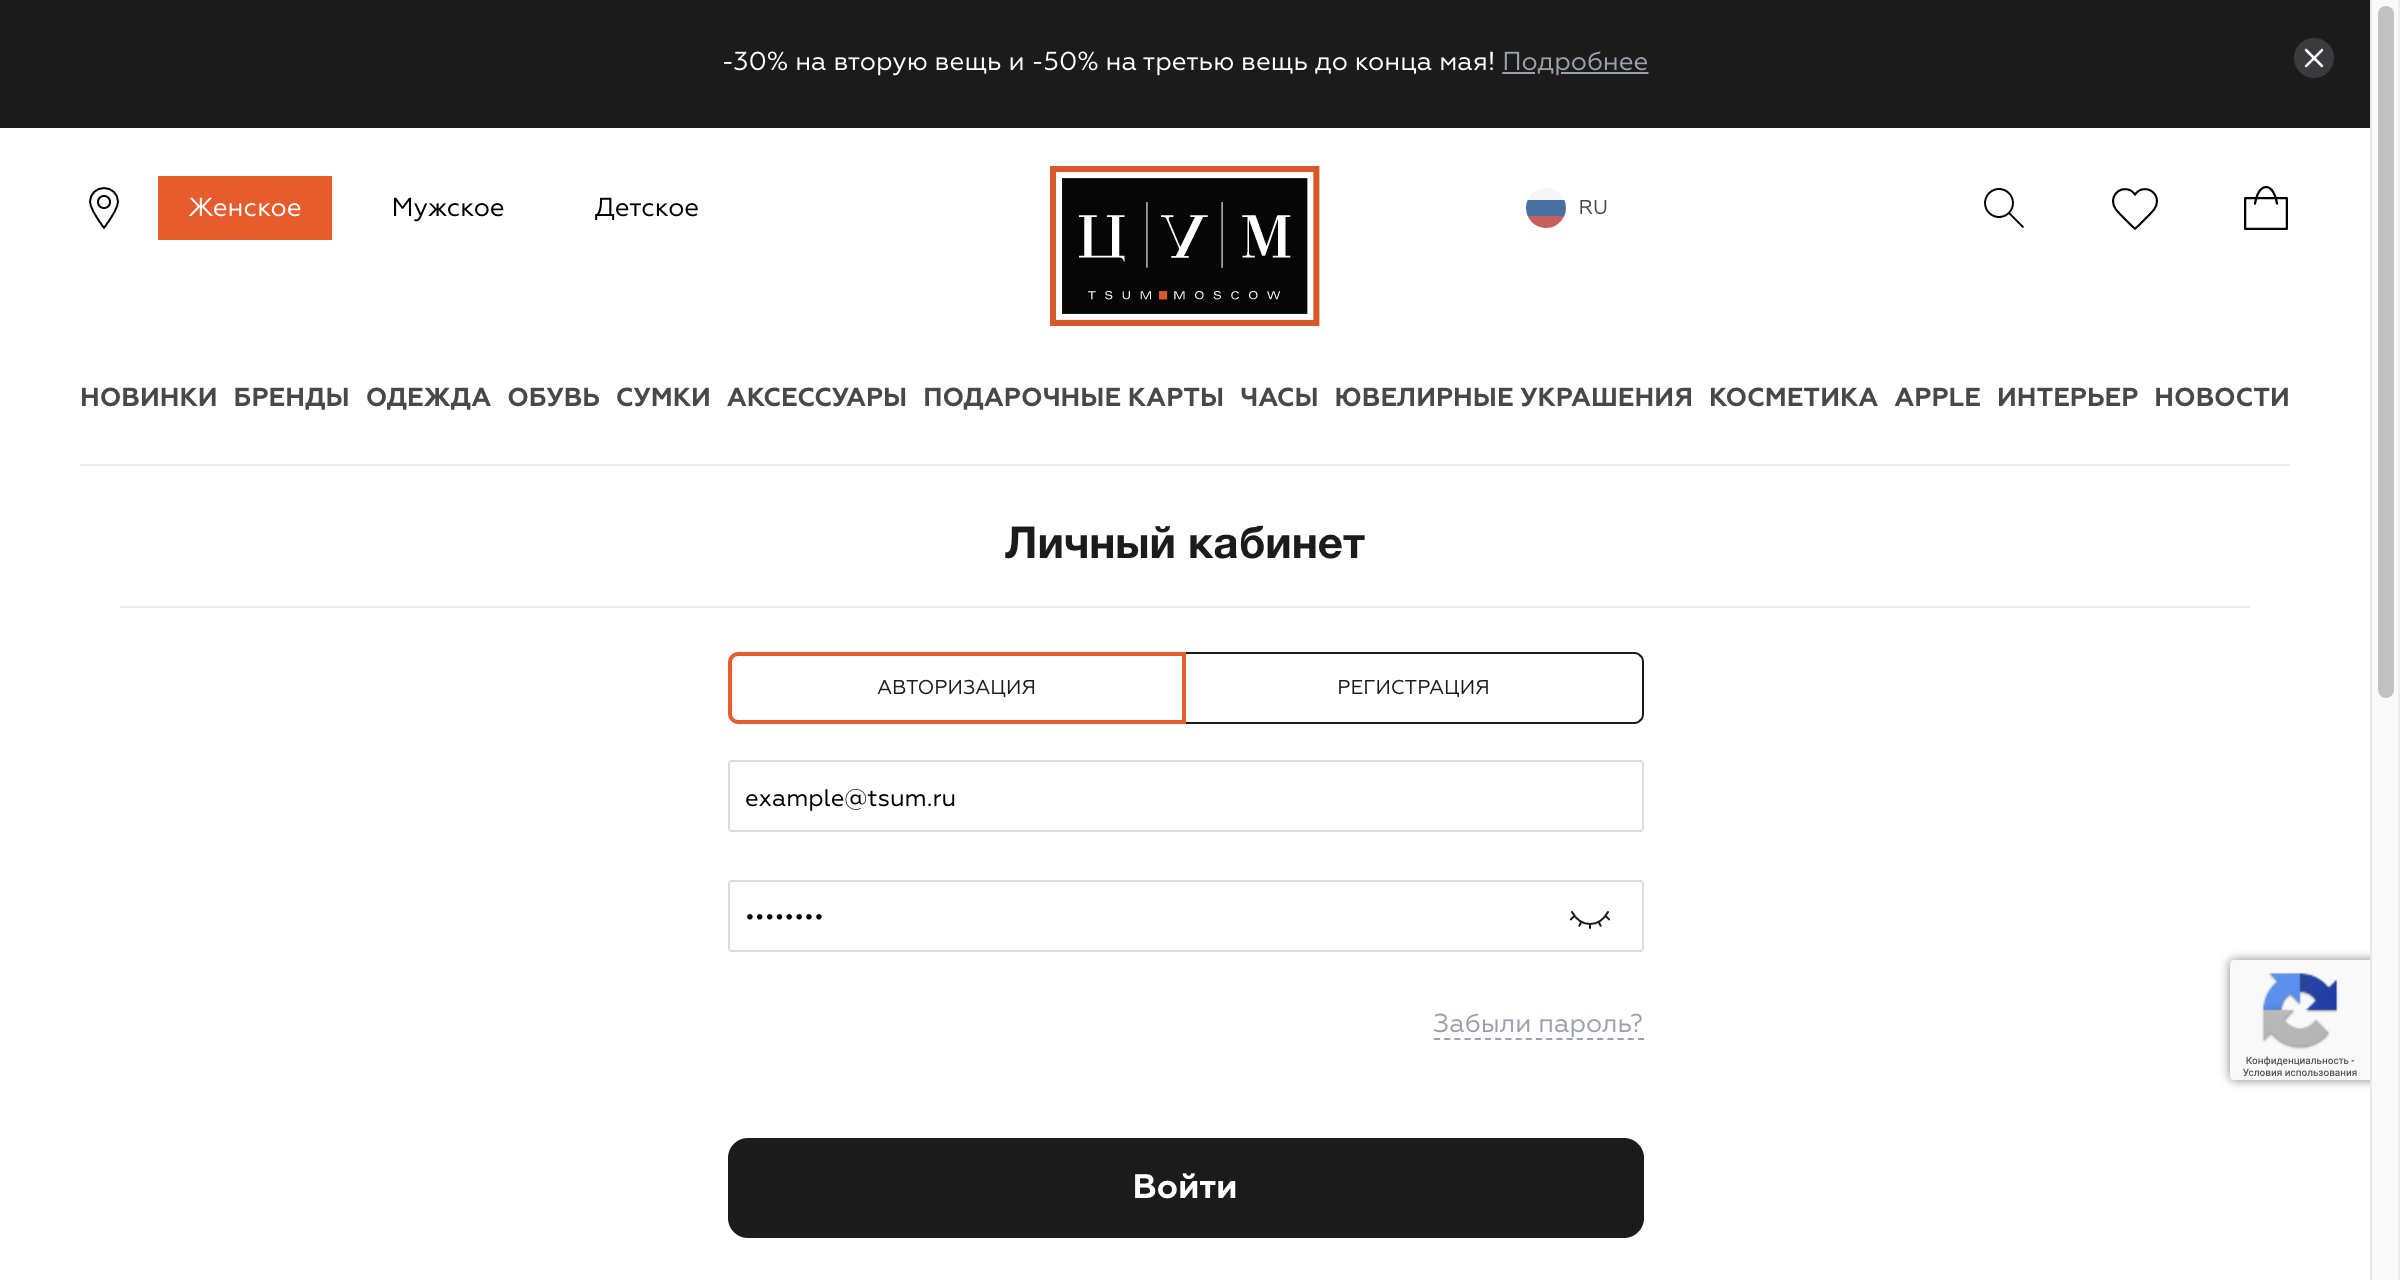 -30% на вторую вещь и -50% на третью вещь до конца мая! Подробнее
Женское
Мужское
Детское
ЦУМ
TSUM MOSCOW
RU
НОВИНКИ БРЕНДЫ ОДЕЖДА ОБУВЬ СУМКИ АКСЕССУАРЫ ПОДАРОЧНЫЕ КАРТЫ ЧАСЫ ЮВЕЛИРНЫЕ УКРАШЕНИЯ КОСМЕТИКА APPLE ИНТЕРЬЕР НОВОСТИ
Личный кабинет
АВТОРИЗАЦИЯ
РЕГИСТРАЦИЯ
example@tsum.ru
••••••••
Забыли пароль?
Конфиденциальность -
Условия использования
Войти